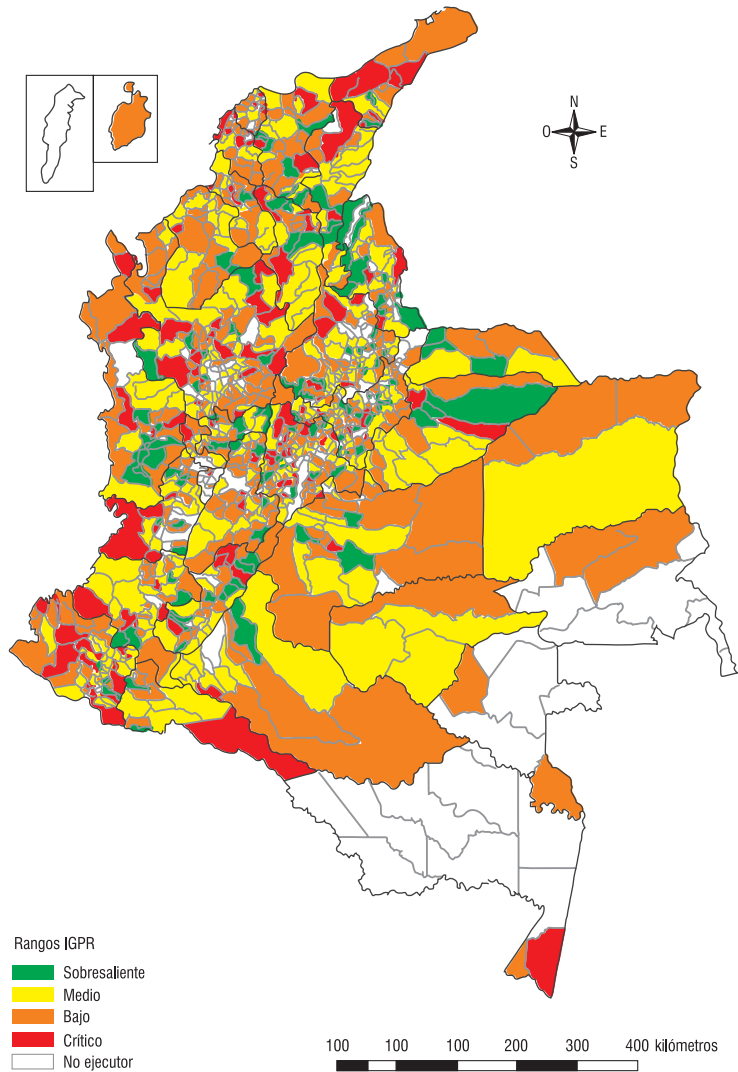 N
O E
S
Rangos IGPR
Sobresaliente
Medio
Bajo
Crítico
No ejecutor
100 100 100 200 300 400 kilómetros